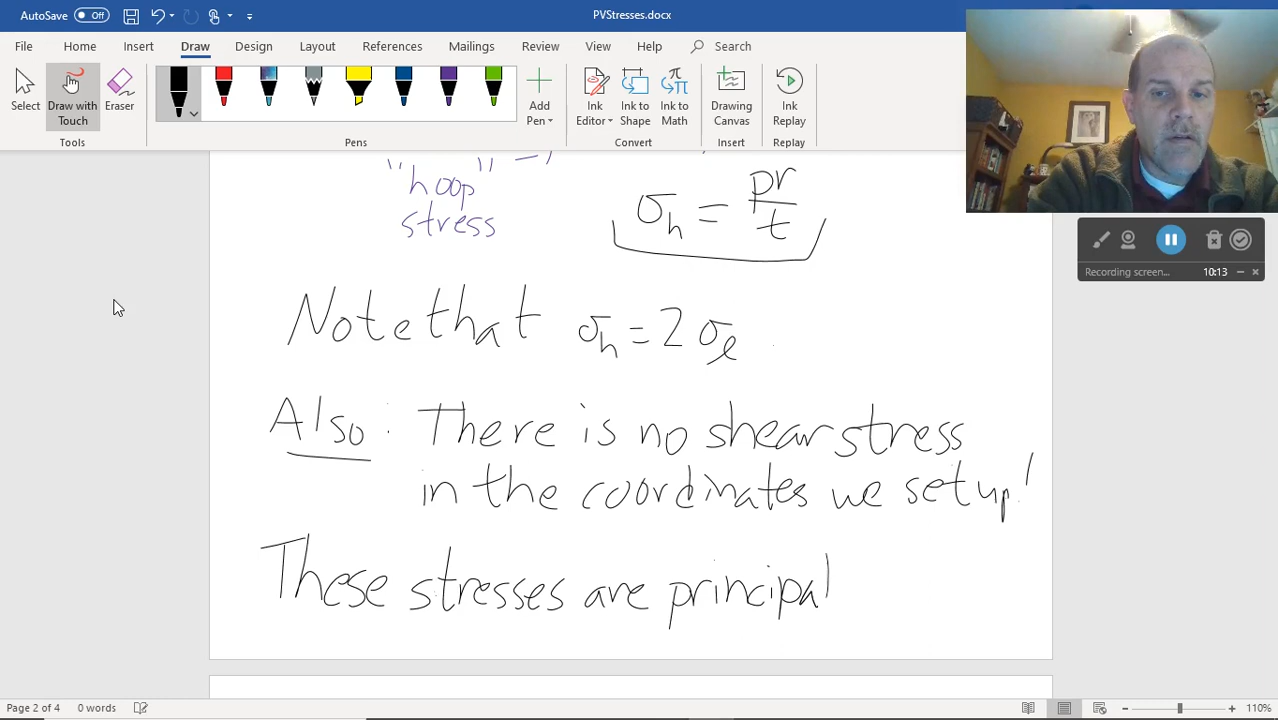 AutoSave Off PVStresses.docx
File Home Insert Draw Design Layout References Mailings Review View Help Search
Select Draw with Touch Eraser Add Pen Ink Editor Ink to Shape Ink to Math Drawing Canvas Ink Replay
Tools Pens Convert Insert Replay
Recording screen... 10:13
"hoop"
stress
σh = pr/t
Note that σh = 2σℓ
Also: There is no shear stress
in the coordinates we set up!
These stresses are principal
Page 2 of 4 0 words 110%